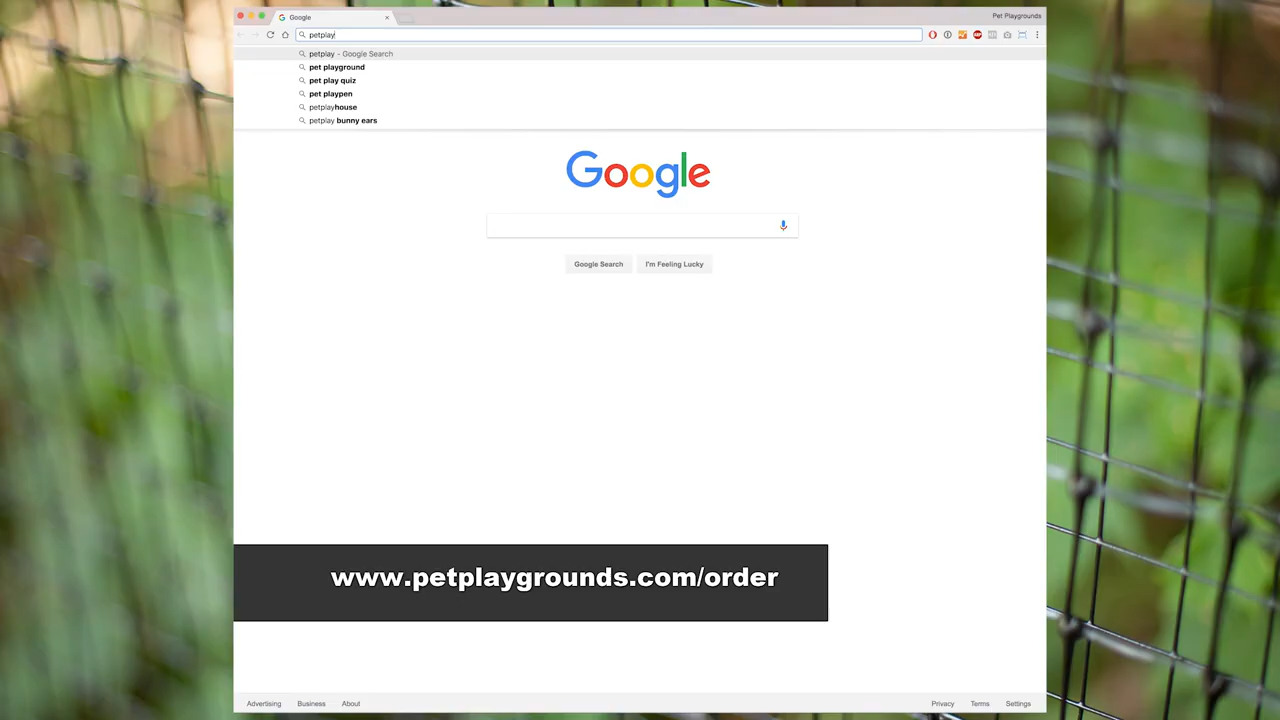 Google
Pet Playgrounds
petplay
petplay - Google Search
pet playground
pet play quiz
pet playpen
petplayhouse
petplay bunny ears
Google
Google Search
I'm Feeling Lucky
www.petplaygrounds.com/order
Advertising
Business
About
Privacy
Terms
Settings